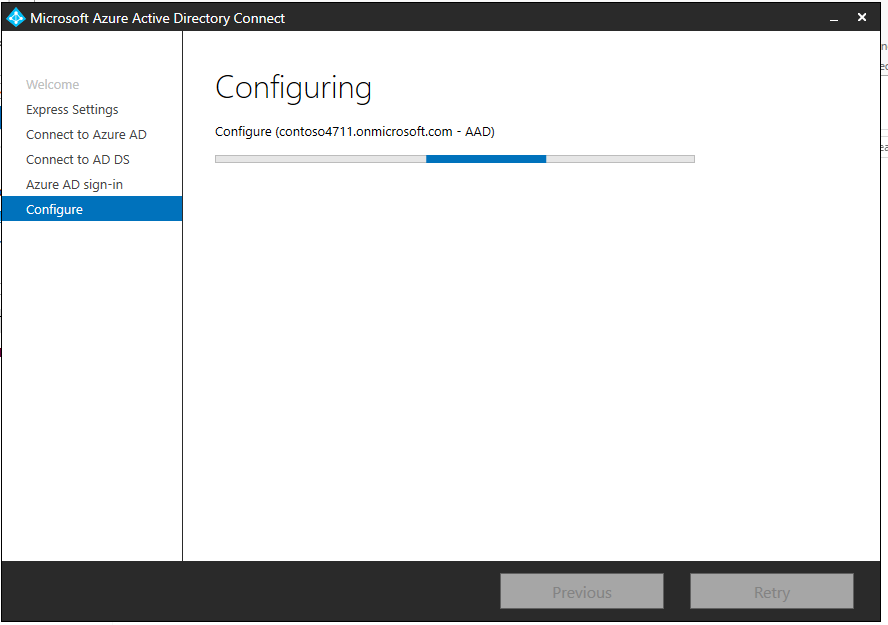 Microsoft Azure Active Directory Connect
Welcome
Express Settings
Connect to Azure AD
Connect to AD DS
Azure AD sign-in
Configure
Configuring
Configure (contoso4711.onmicrosoft.com - AAD)
Previous
Retry